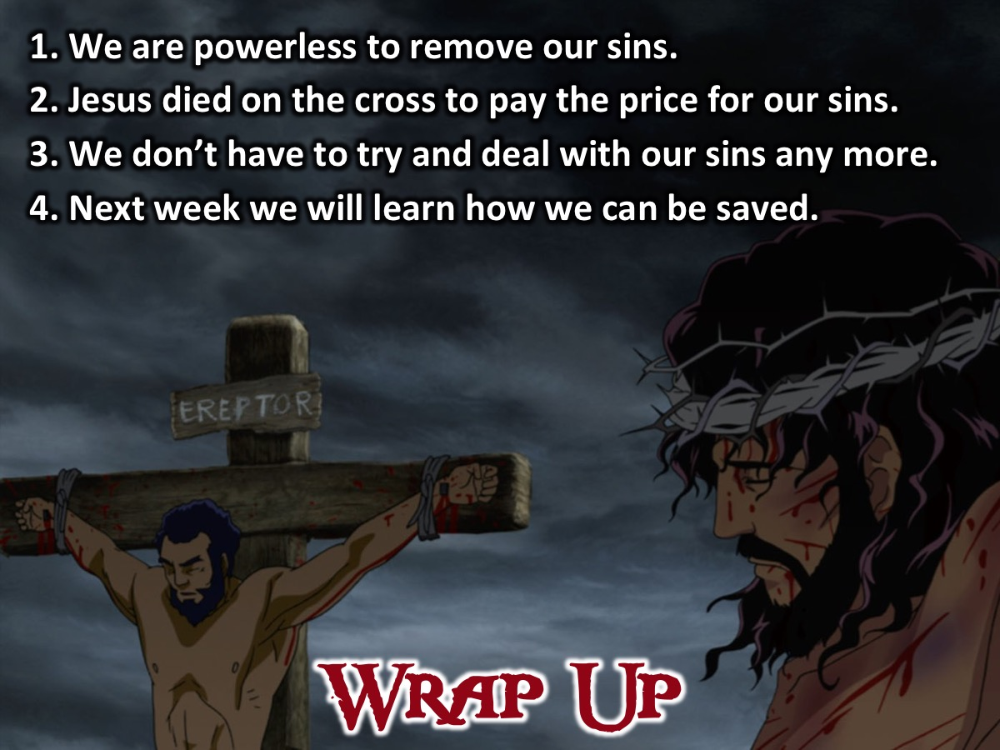 1. We are powerless to remove our sins.
2. Jesus died on the cross to pay the price for our sins.
3. We don’t have to try and deal with our sins any more.
4. Next week we will learn how we can be saved.
EREPTOR
Wrap Up